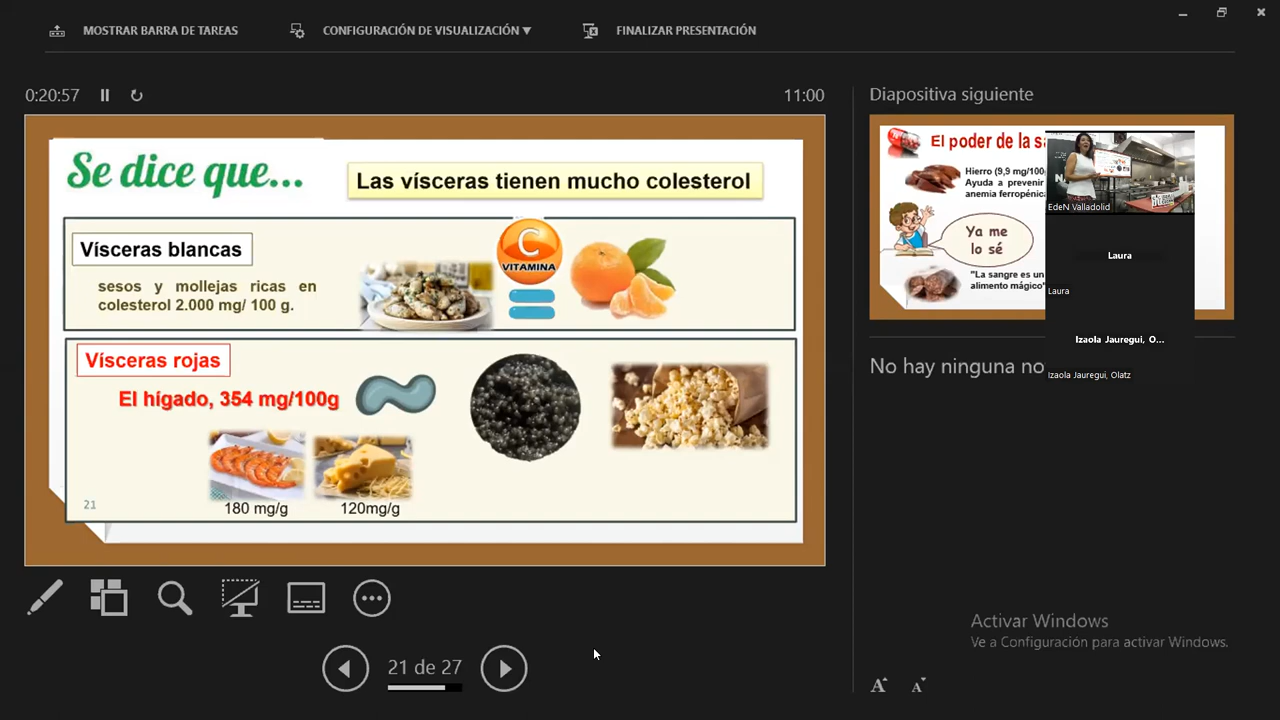 MOSTRAR BARRA DE TAREAS
CONFIGURACIÓN DE VISUALIZACIÓN ▼
FINALIZAR PRESENTACIÓN
0:20:57
11:00
Diapositiva siguiente
Se dice que...
Las vísceras tienen mucho colesterol
Vísceras blancas
sesos y mollejas ricas en
colesterol 2.000 mg/ 100 g.
C
VITAMINA
Vísceras rojas
El hígado, 354 mg/100g
180 mg/g
120mg/g
21
El poder de la
Hierro (9,9 mg/100
Ayuda a prevenir
anemia ferropénic
Ya me
lo sé
"La sangre es un
alimento mágico"
EdeN Valladolid
Laura
Laura
Izaola Jauregui, O...
Izaola Jauregui, Olatz
No hay ninguna no
21 de 27
Activar Windows
Ve a Configuración para activar Windows.
A
A